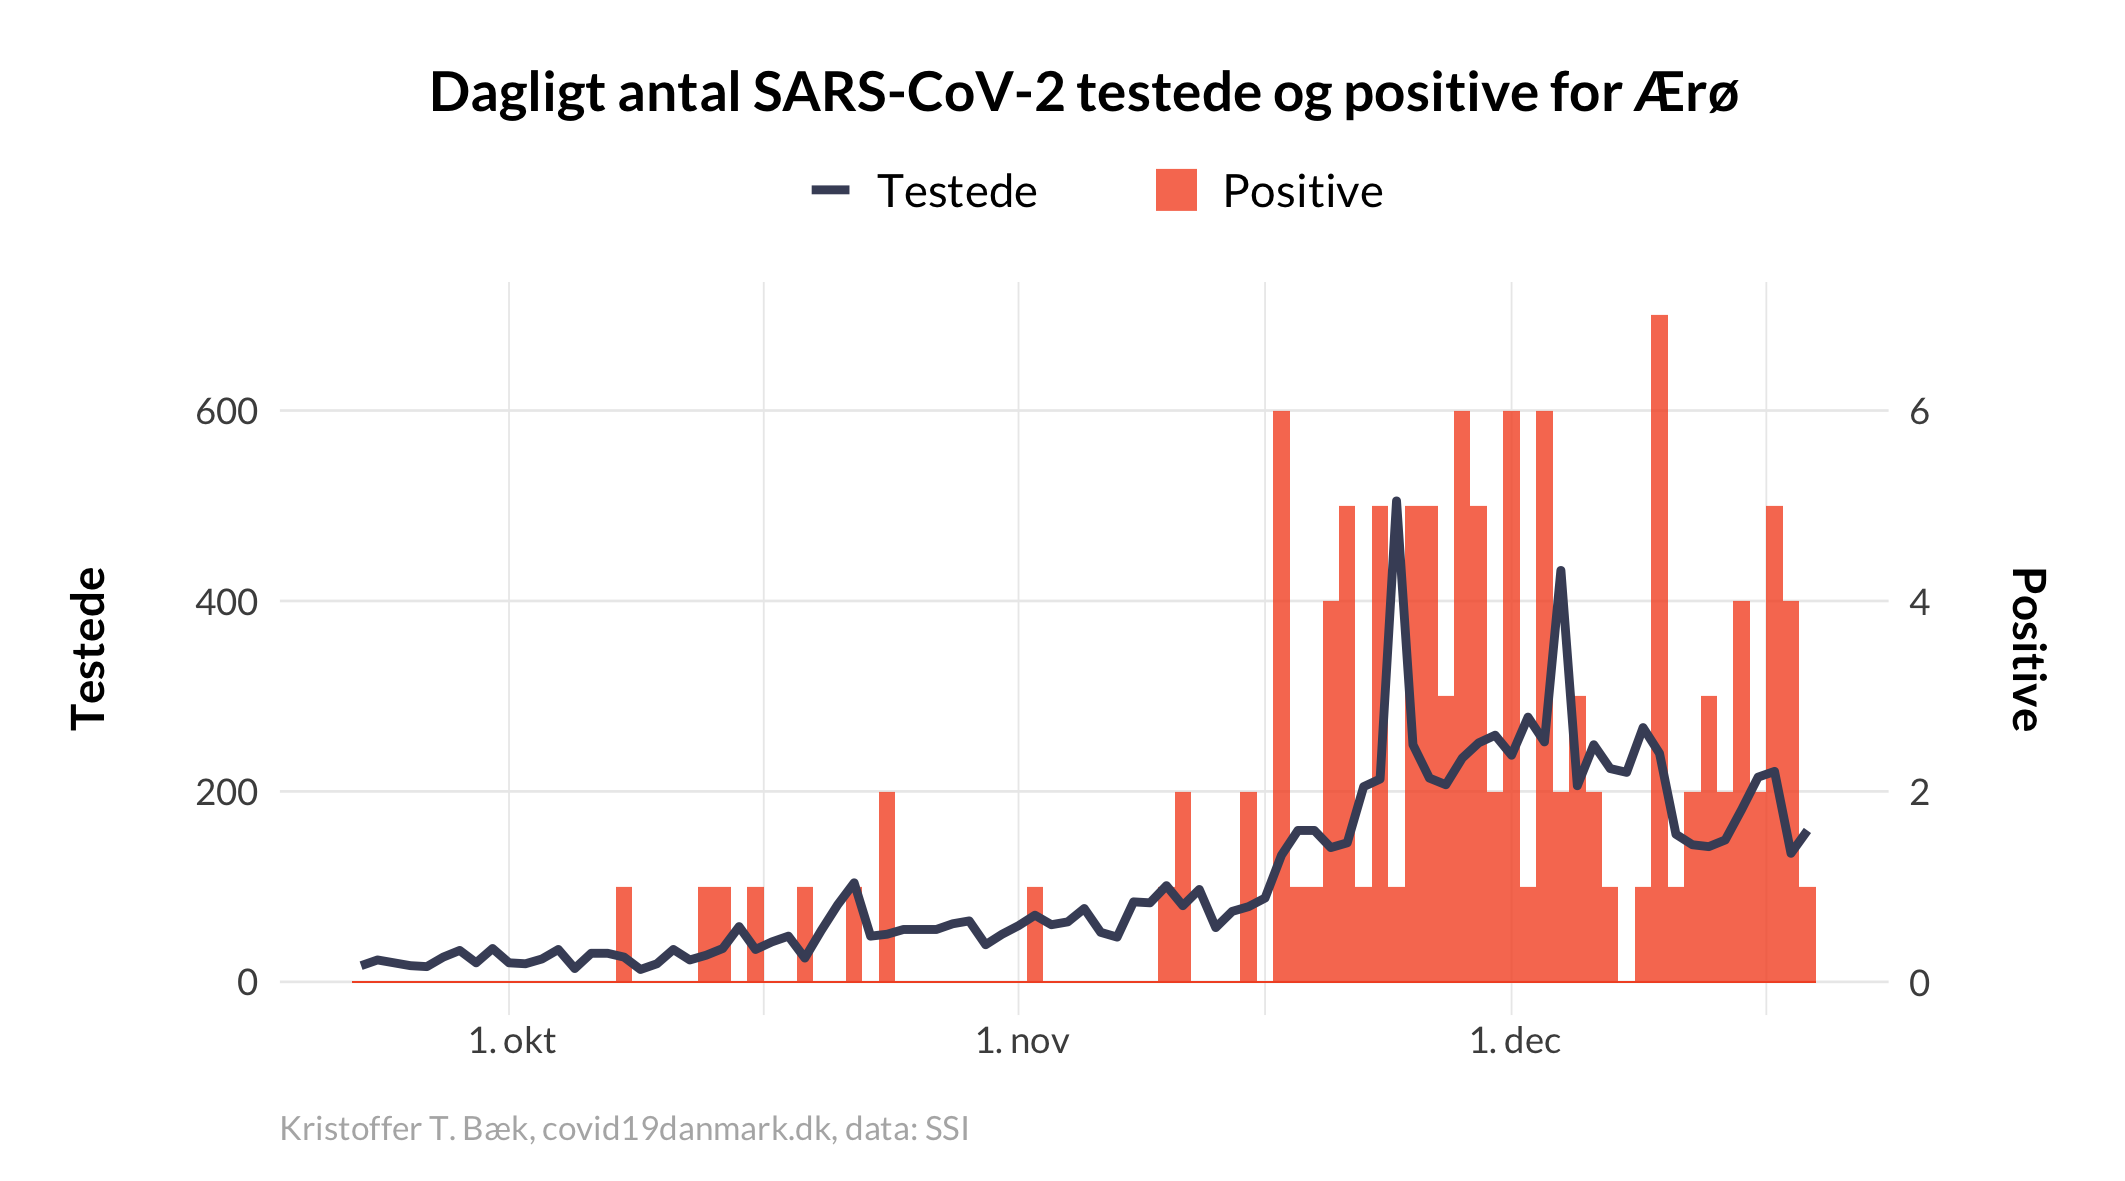 Dagligt antal SARS-CoV-2 testede og positive for Ærø
Testede
Positive
600
400
200
0
6
4
2
0
Testede
Positive
1. okt
1. nov
1. dec
Kristoffer T. Bæk, covid19danmark.dk, data: SSI